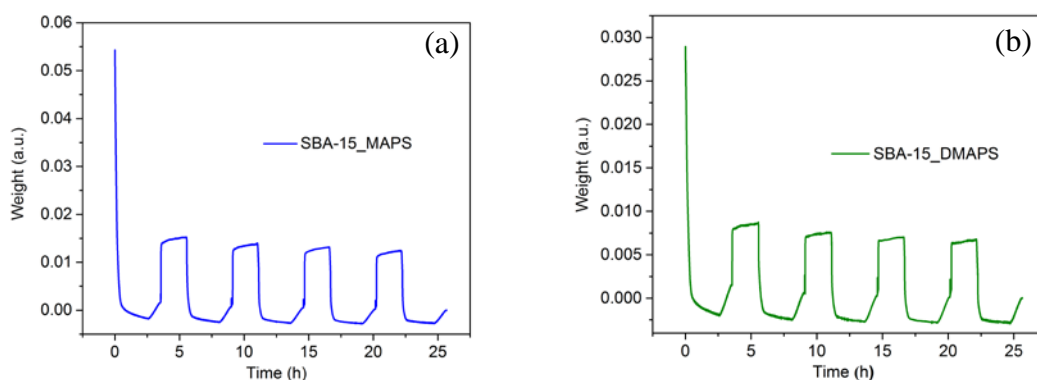 (a)
0.06
0.05
0.04
0.03
0.02
0.01
0.00
Weight (a.u.)
SBA-15_MAPS
0 5 10 15 20 25
Time (h)
(b)
0.030
0.025
0.020
0.015
0.010
0.005
0.000
Weight (a.u.)
SBA-15_DMAPS
0 5 10 15 20 25
Time (h)